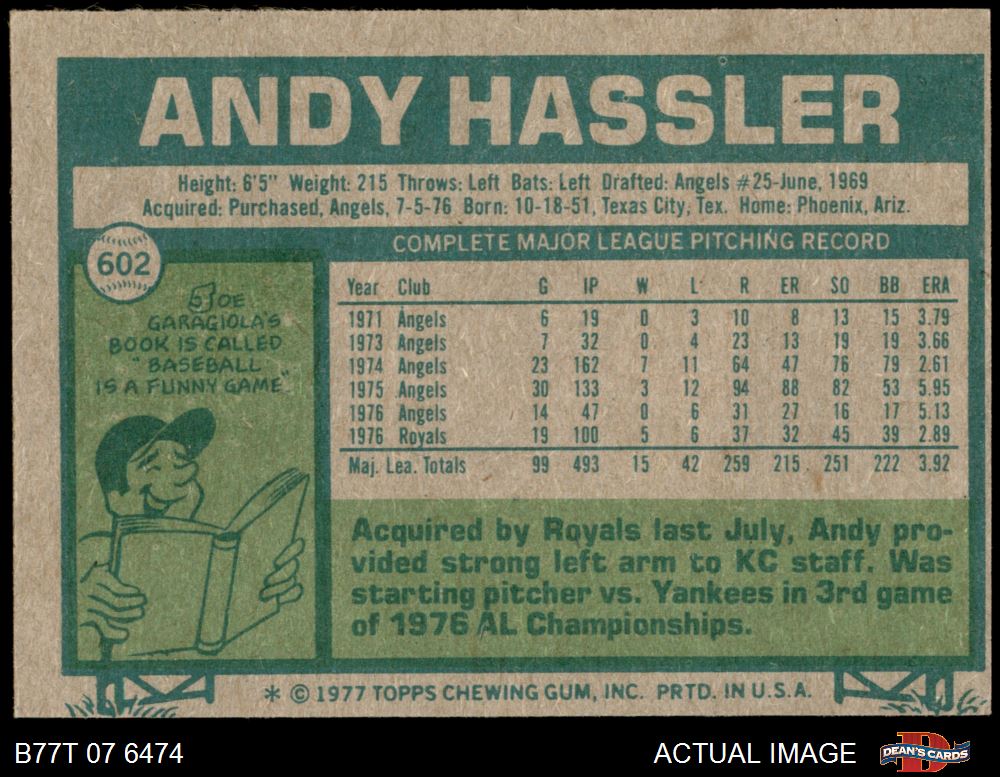 ANDY HASSLER
Height: 6'5" Weight: 215 Throws: Left Bats: Left Drafted: Angels #25-June, 1969
Acquired: Purchased, Angels, 7-5-76 Born: 10-18-51, Texas City, Tex. Home: Phoenix, Ariz.
602
JOE
GARAGIOLA'S
BOOK IS CALLED
"BASEBALL
IS A FUNNY GAME"
COMPLETE MAJOR LEAGUE PITCHING RECORD
Year Club G IP W L R ER SO BB ERA
1971 Angels 6 19 0 3 10 8 13 15 3.79
1973 Angels 7 32 0 4 23 13 19 19 3.66
1974 Angels 23 162 7 11 64 47 76 79 2.61
1975 Angels 30 133 3 12 94 88 82 53 5.95
1976 Angels 14 47 0 6 31 27 16 17 5.13
1976 Royals 19 100 5 6 37 32 45 39 2.89
Maj. Lea. Totals 99 493 15 42 259 215 251 222 3.92
Acquired by Royals last July, Andy pro-
vided strong left arm to KC staff. Was
starting pitcher vs. Yankees in 3rd game
of 1976 AL Championships.
* © 1977 TOPPS CHEWING GUM, INC. PRTD. IN U.S.A.
B77T 07 6474
ACTUAL IMAGE
DEAN'S CARDS